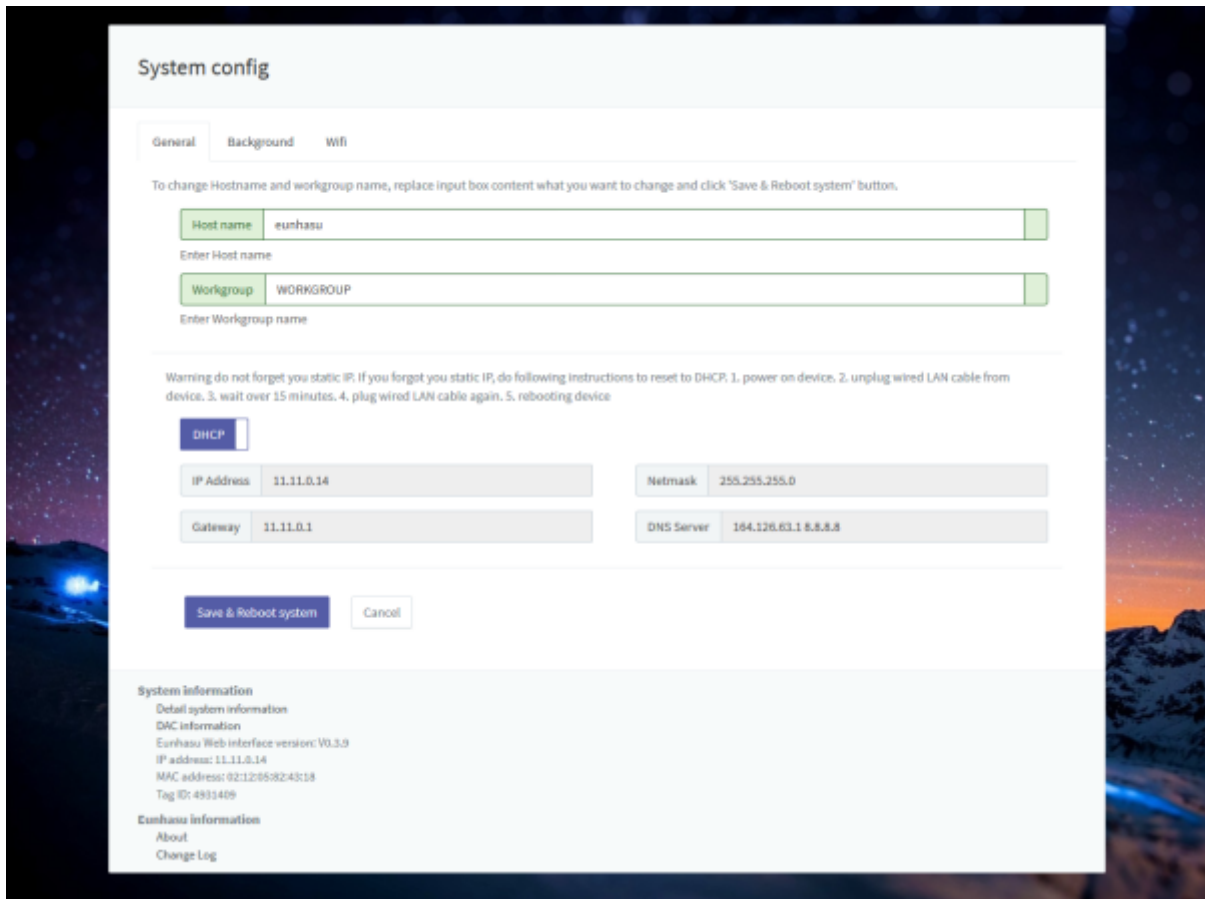 System config
General Background Wifi
To change Hostname and workgroup name, replace input box content what you want to change and click 'Save & Reboot system' button.
Host name eunhasu
Enter Host name
Workgroup WORKGROUP
Enter Workgroup name
Warning do not forget you static IP. If you forgot you static IP, do following instructions to reset to DHCP. 1. power on device. 2. unplug wired LAN cable from
device. 3. wait over 15 minutes. 4. plug wired LAN cable again. 5. rebooting device
DHCP
IP Address 11.11.0.14 Netmask 255.255.255.0
Gateway 11.11.0.1 DNS Server 164.126.63.1 8.8.8.8
Save & Reboot system Cancel
System information
Detail system information
DAC information
Eunhasu Web interface version: V0.3.9
IP address: 11.11.0.14
MAC address: 02:12:05:82:43:18
Tag ID: 4931409
Eunhasu information
About
Change Log